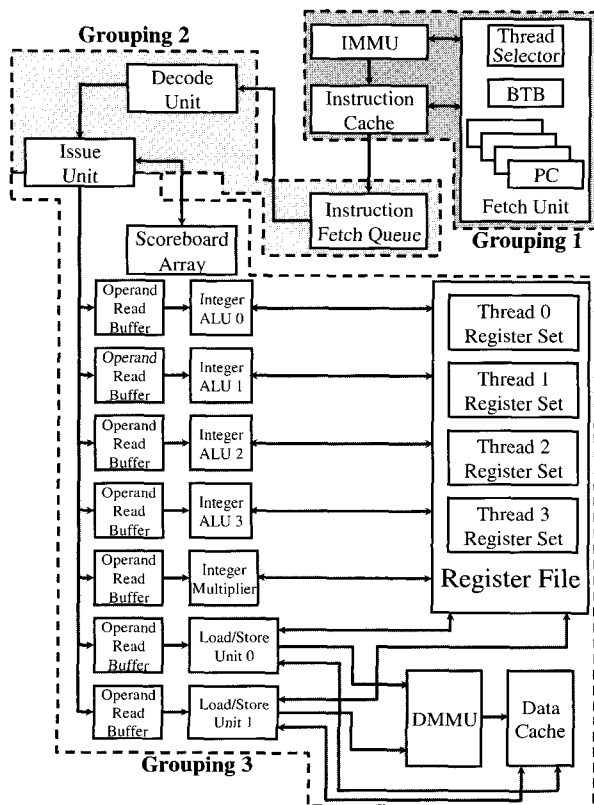 Grouping 2
IMMU
Thread
Selector
Decode
Unit
BTB
Instruction
Cache
Issue
Unit
PC
Instruction
Fetch Queue
Fetch Unit
Grouping 1
Scoreboard
Array
Operand
Read
Buffer
Integer
ALU 0
Thread 0
Register Set
Operand
Read
Buffer
Integer
ALU 1
Thread 1
Register Set
Operand
Read
Buffer
Integer
ALU 2
Thread 2
Register Set
Operand
Read
Buffer
Integer
ALU 3
Thread 3
Register Set
Operand
Read
Buffer
Integer
Multiplier
Register File
Operand
Read
Buffer
Load/Store
Unit 0
Operand
Read
Buffer
Load/Store
Unit 1
DMMU
Data
Cache
Grouping 3